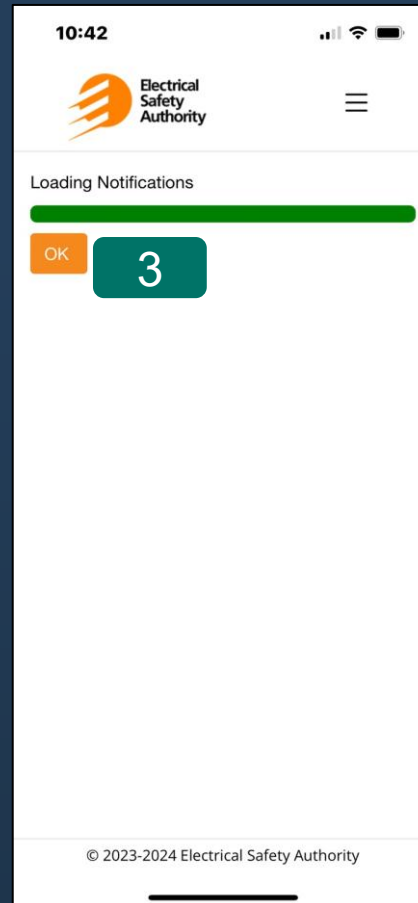 10:42
Electrical
Safety
Authority
Loading Notifications
OK
3
© 2023-2024 Electrical Safety Authority